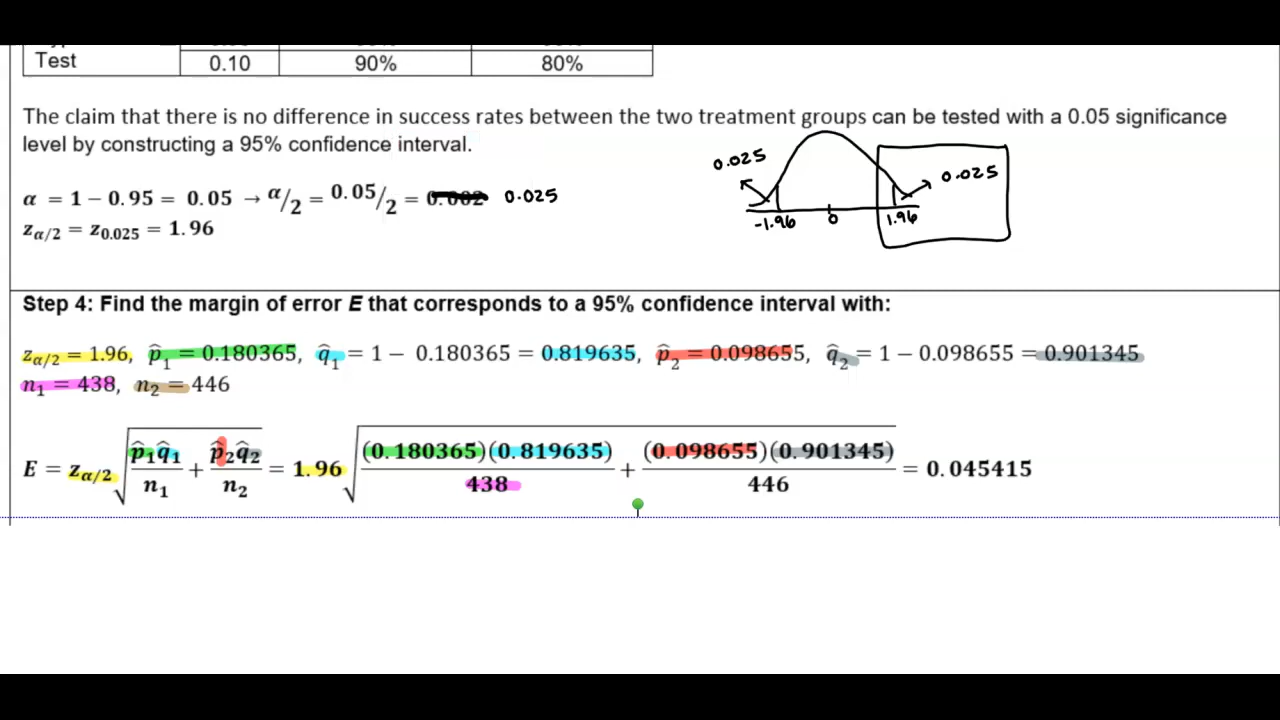 Test 0.10 90% 80%
The claim that there is no difference in success rates between the two treatment groups can be tested with a 0.05 significance
level by constructing a 95% confidence interval.
0.025
0.025
α = 1 − 0.95 = 0.05 → α/2 = 0.05/2 = 0.025
-1.96 0 1.96
zα/2 = z0.025 = 1.96
Step 4: Find the margin of error E that corresponds to a 95% confidence interval with:
zα/2 = 1.96, p̂1 = 0.180365, q̂1 = 1 − 0.180365 = 0.819635, p̂2 = 0.098655, q̂2 = 1 − 0.098655 = 0.901345
n1 = 438, n2 = 446
E = zα/2 √(p̂1q̂1/n1 + p̂2q̂2/n2) = 1.96 √((0.180365)(0.819635)/438 + (0.098655)(0.901345)/446) = 0.045415